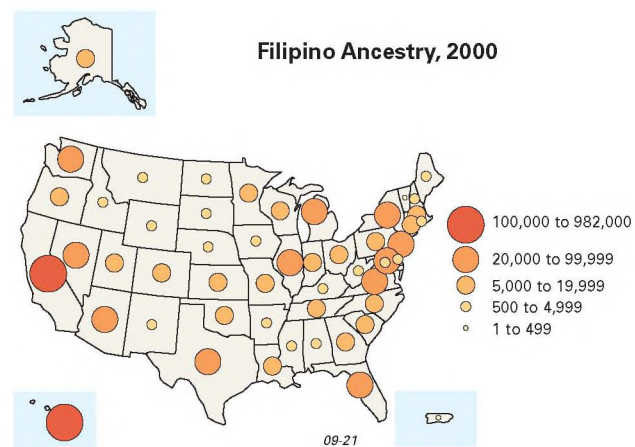 Filipino Ancestry, 2000
100,000 to 982,000
20,000 to 99,999
5,000 to 19,999
500 to 4,999
1 to 499
09-21